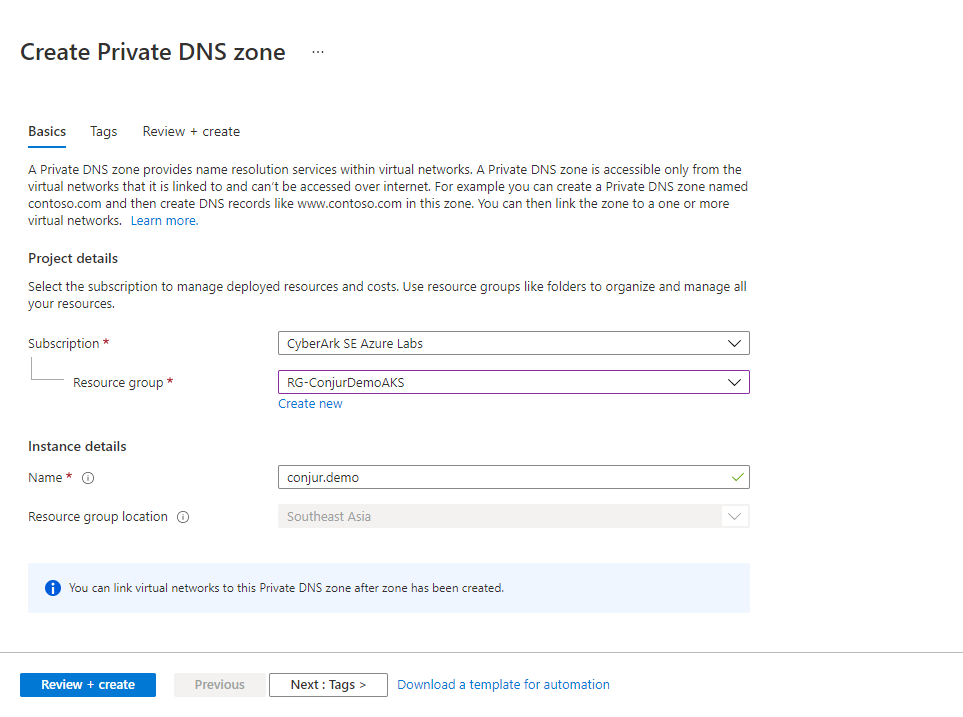 Create Private DNS zone ...
Basics Tags Review + create
A Private DNS zone provides name resolution services within virtual networks. A Private DNS zone is accessible only from the
virtual networks that it is linked to and can't be accessed over internet. For example you can create a Private DNS zone named
contoso.com and then create DNS records like www.contoso.com in this zone. You can then link the zone to a one or more
virtual networks. Learn more.
Project details
Select the subscription to manage deployed resources and costs. Use resource groups like folders to organize and manage all
your resources.
Subscription * CyberArk SE Azure Labs
Resource group * RG-ConjurDemoAKS
Create new
Instance details
Name * conjur.demo
Resource group location Southeast Asia
You can link virtual networks to this Private DNS zone after zone has been created.
Review + create Previous Next : Tags > Download a template for automation